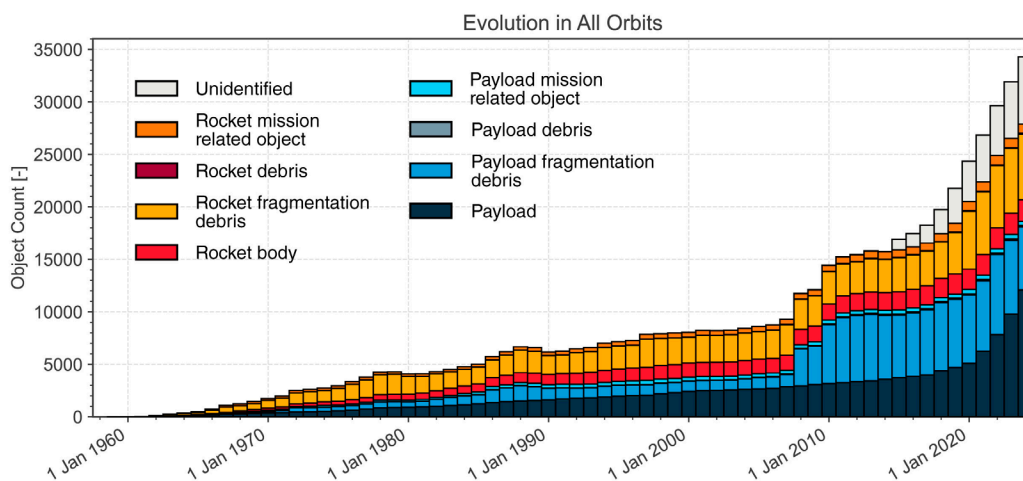 Evolution in All Orbits
Object Count [-]
35000
30000
25000
20000
15000
10000
5000
0
Unidentified
Rocket mission
related object
Rocket debris
Rocket fragmentation
debris
Rocket body
Payload mission
related object
Payload debris
Payload fragmentation
debris
Payload
1 Jan 1960
1 Jan 1970
1 Jan 1980
1 Jan 1990
1 Jan 2000
1 Jan 2010
1 Jan 2020